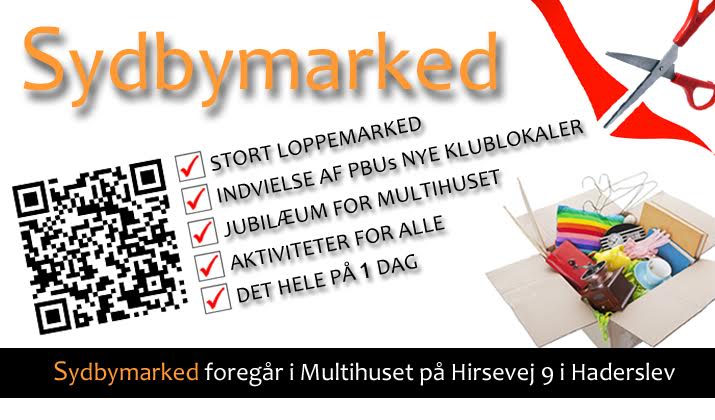 Sydbymarked
STORT LOPPEMARKED
INDVIELSE AF PBUs NYE KLUBLOKALER
JUBILÆUM FOR MULTIHUSET
AKTIVITETER FOR ALLE
DET HELE PÅ 1 DAG
Sydbymarked foregår i Multihuset på Hirsevej 9 i Haderslev